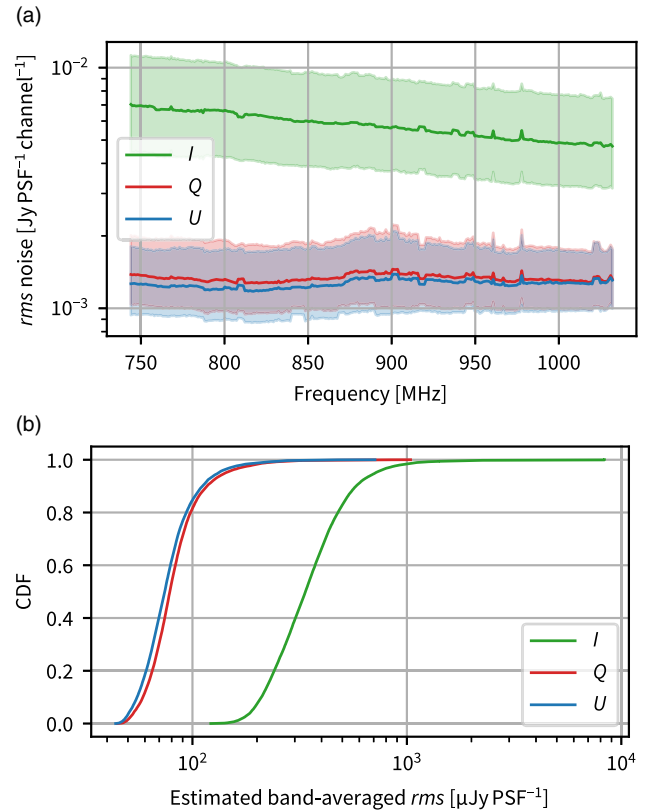 (a)
10⁻²
10⁻³
rms noise [Jy PSF⁻¹ channel⁻¹]
I
Q
U
750 800 850 900 950 1000
Frequency [MHz]
(b)
1.0
0.8
0.6
0.4
0.2
0.0
CDF
I
Q
U
10² 10³ 10⁴
Estimated band-averaged rms [µJy PSF⁻¹]